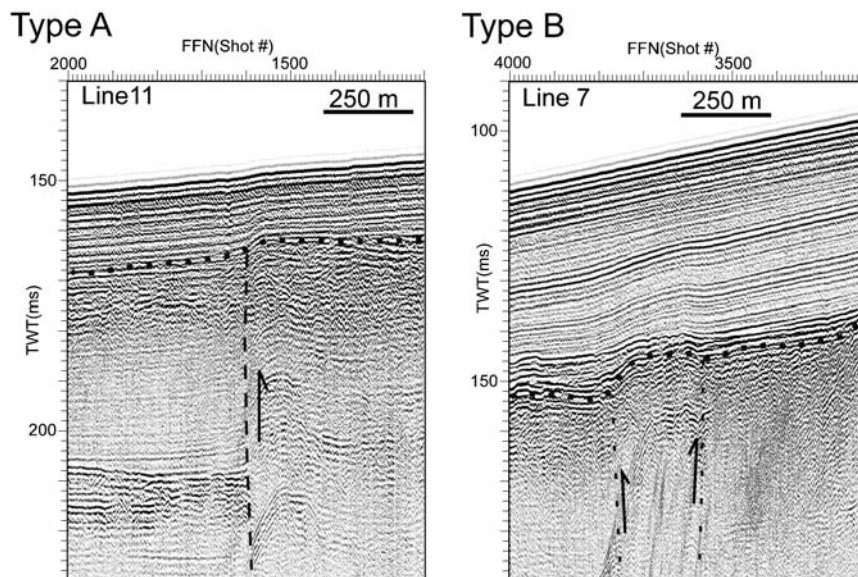 Type A
FFN(Shot #)
2000 1500
Line11
250 m
TWT(ms)
150
200
Type B
FFN(Shot #)
4000 3500
Line 7
250 m
TWT(ms)
100
150